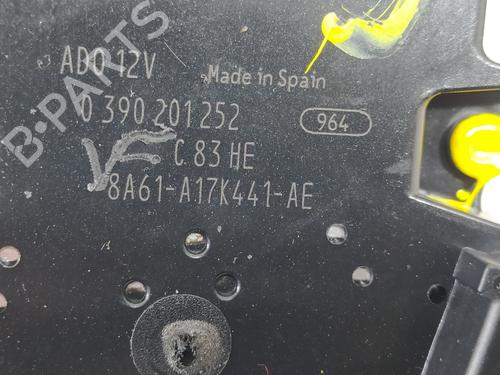 ADO 12V
Made in Spain
0 390 201 252
964
C 83 HE
8A61-A17K441-AE
B-PARTS